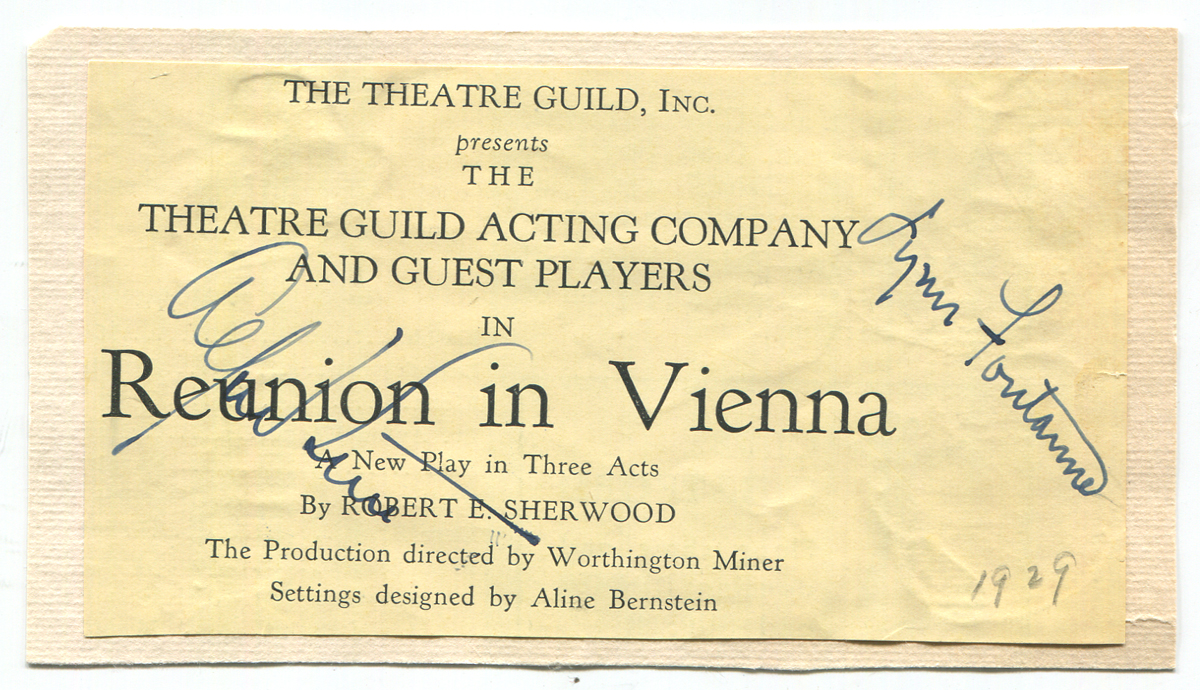 THE THEATRE GUILD, INC.
presents
THE
THEATRE GUILD ACTING COMPANY
AND GUEST PLAYERS
IN
Reunion in Vienna
A New Play in Three Acts
By ROBERT E. SHERWOOD
The Production directed by Worthington Miner
Settings designed by Aline Bernstein
Lynn Fontanne
1929